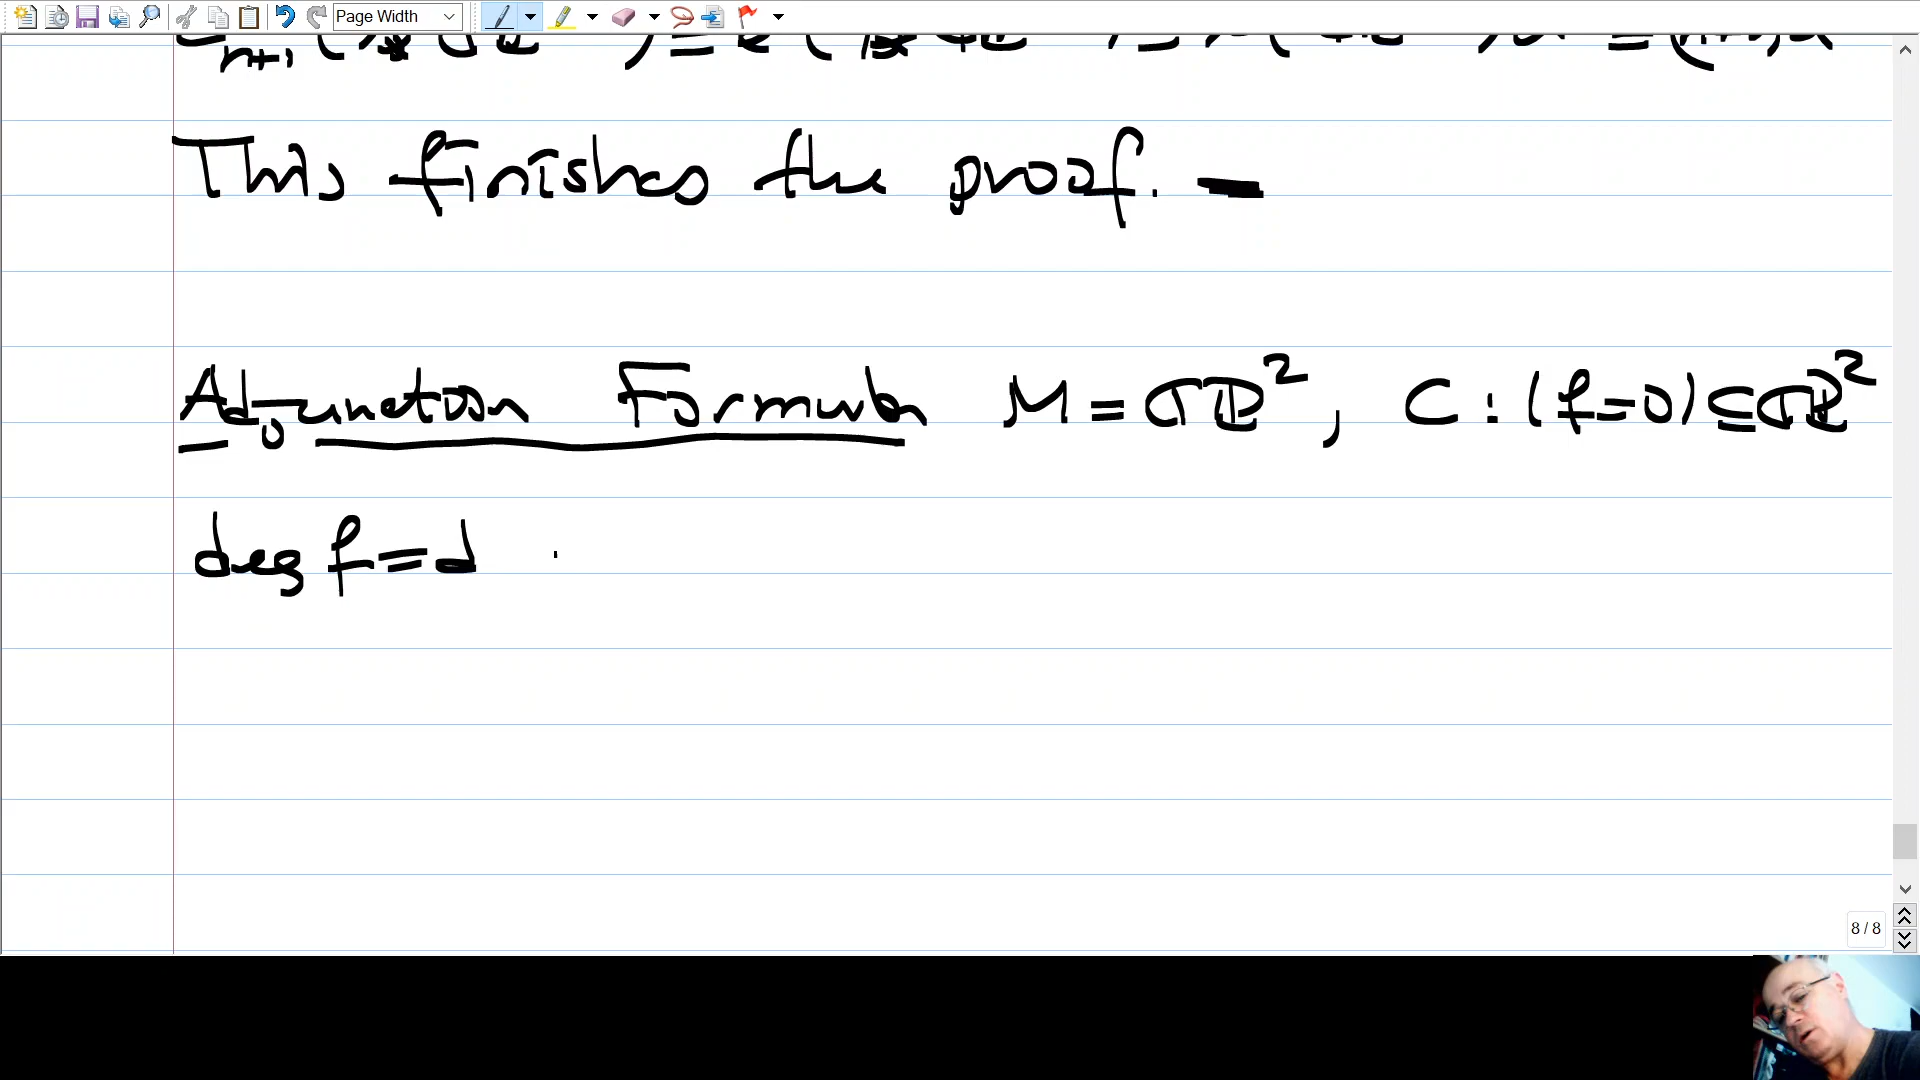 Page Width
This finishes the proof. -
Adjunction Formula M = ℂℙ², C : (f=0) ⊆ ℂℙ²
deg f = d
8 / 8